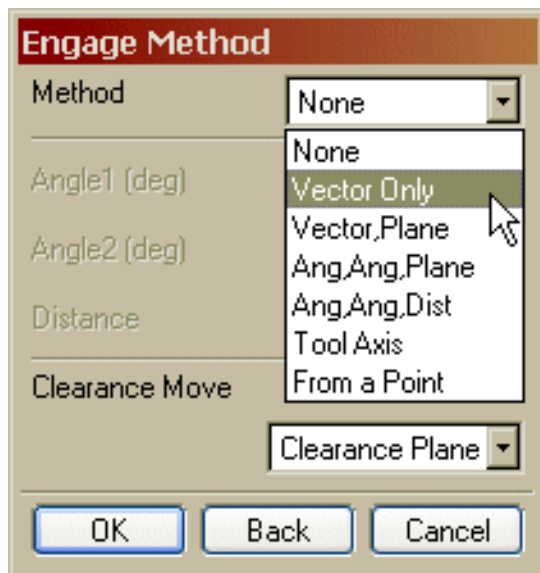 Engage Method
Method
None
None
Vector Only
Vector,Plane
Ang,Ang,Plane
Ang,Ang,Dist
Tool Axis
From a Point
Angle1 (deg)
Angle2 (deg)
Distance
Clearance Move
Clearance Plane
OK
Back
Cancel